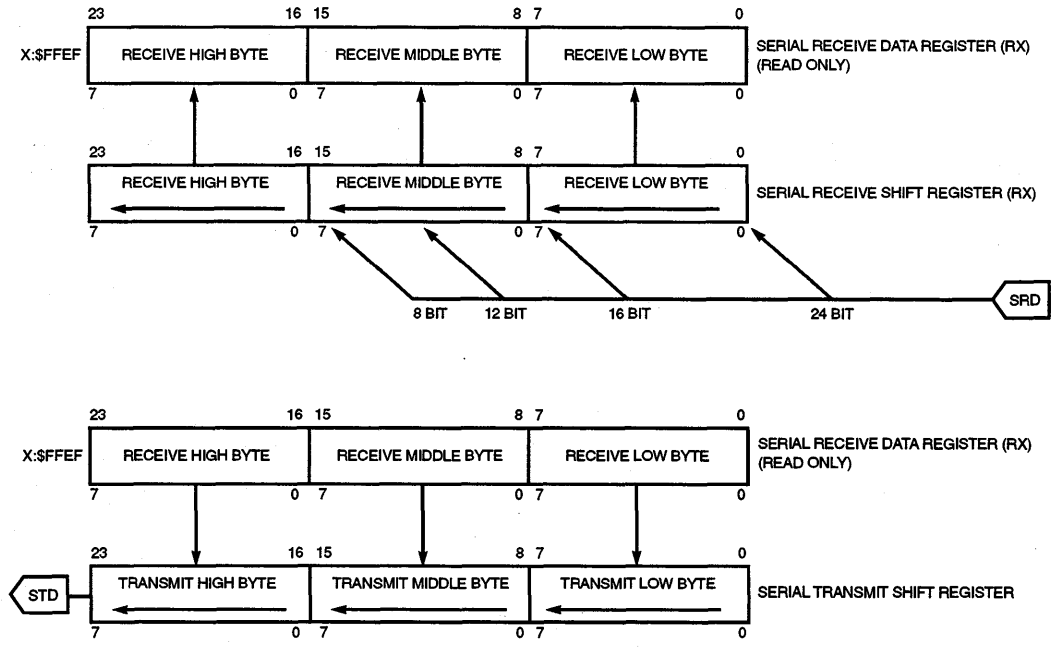 23 16 15 8 7 0
X:$FFEF RECEIVE HIGH BYTE RECEIVE MIDDLE BYTE RECEIVE LOW BYTE SERIAL RECEIVE DATA REGISTER (RX)
(READ ONLY)
7 0 7 0 7 0
23 16 15 8 7 0
RECEIVE HIGH BYTE RECEIVE MIDDLE BYTE RECEIVE LOW BYTE SERIAL RECEIVE SHIFT REGISTER (RX)
7 0 7 0 7 0
SRD
8 BIT 12 BIT 16 BIT 24 BIT
23 16 15 8 7 0
X:$FFEF RECEIVE HIGH BYTE RECEIVE MIDDLE BYTE RECEIVE LOW BYTE SERIAL RECEIVE DATA REGISTER (RX)
(READ ONLY)
7 0 7 0 7 0
23 16 15 8 7 0
STD TRANSMIT HIGH BYTE TRANSMIT MIDDLE BYTE TRANSMIT LOW BYTE SERIAL TRANSMIT SHIFT REGISTER
7 0 7 0 7 0